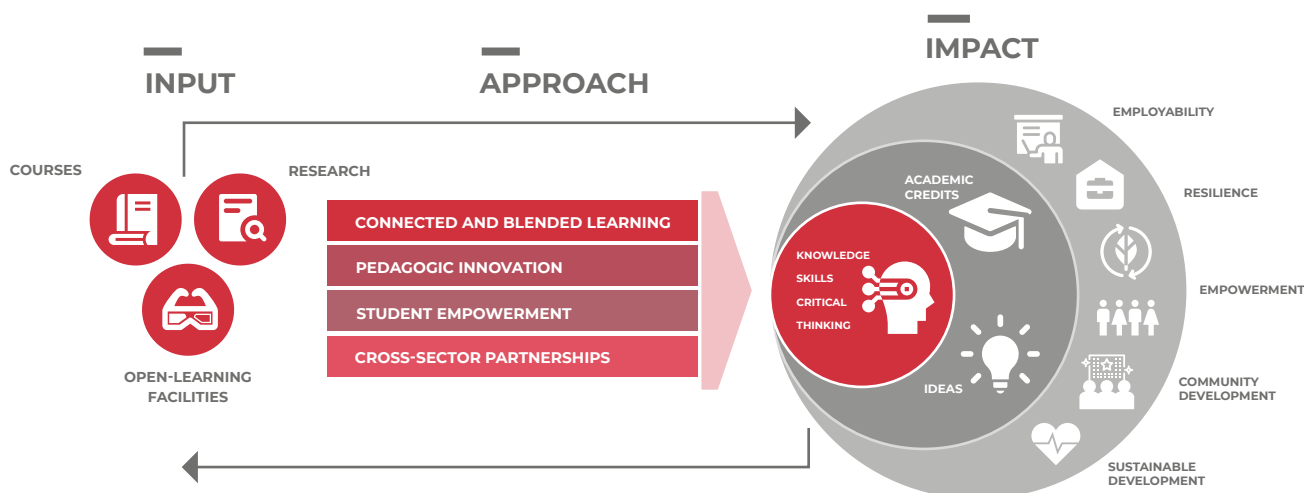 INPUT
APPROACH
IMPACT
COURSES
RESEARCH
OPEN-LEARNING
FACILITIES
CONNECTED AND BLENDED LEARNING
PEDAGOGIC INNOVATION
STUDENT EMPOWERMENT
CROSS-SECTOR PARTNERSHIPS
KNOWLEDGE
SKILLS
CRITICAL
THINKING
ACADEMIC
CREDITS
IDEAS
EMPLOYABILITY
RESILIENCE
EMPOWERMENT
COMMUNITY
DEVELOPMENT
SUSTAINABLE
DEVELOPMENT